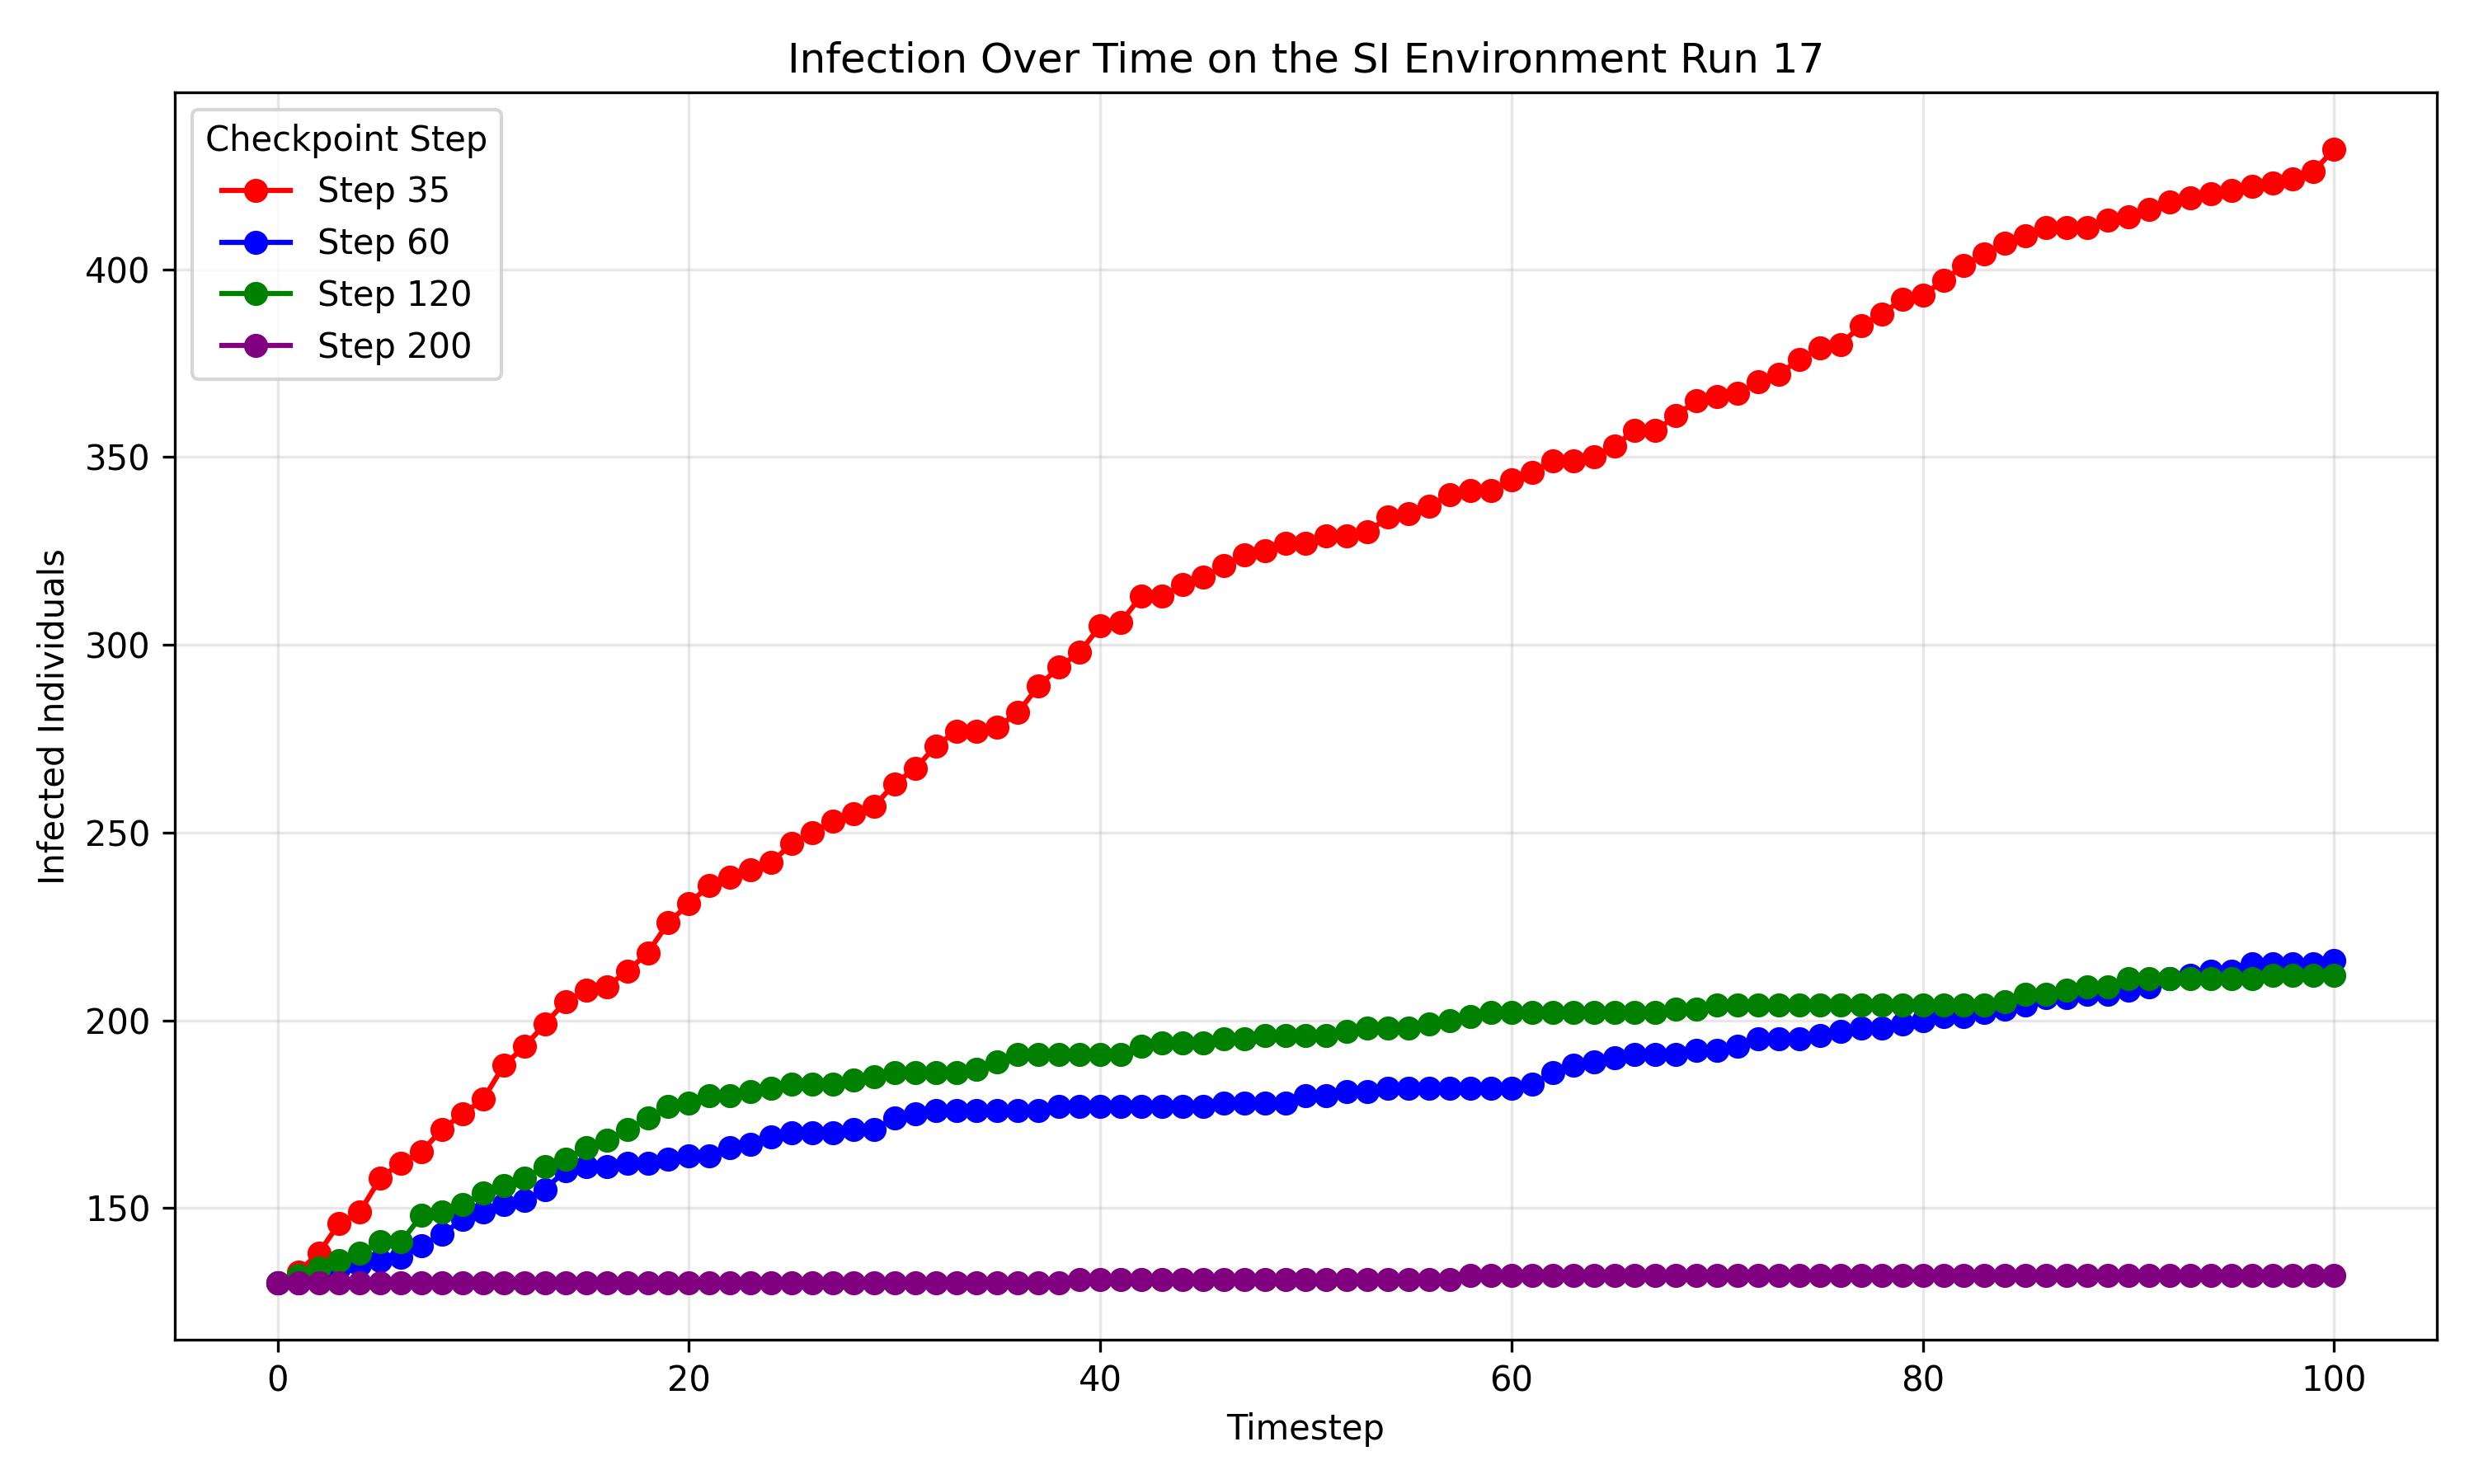 Infection Over Time on the SI Environment Run 17
Checkpoint Step
Step 35
Step 60
Step 120
Step 200
Infected Individuals
400
350
300
250
200
150
0 20 40 60 80 100
Timestep